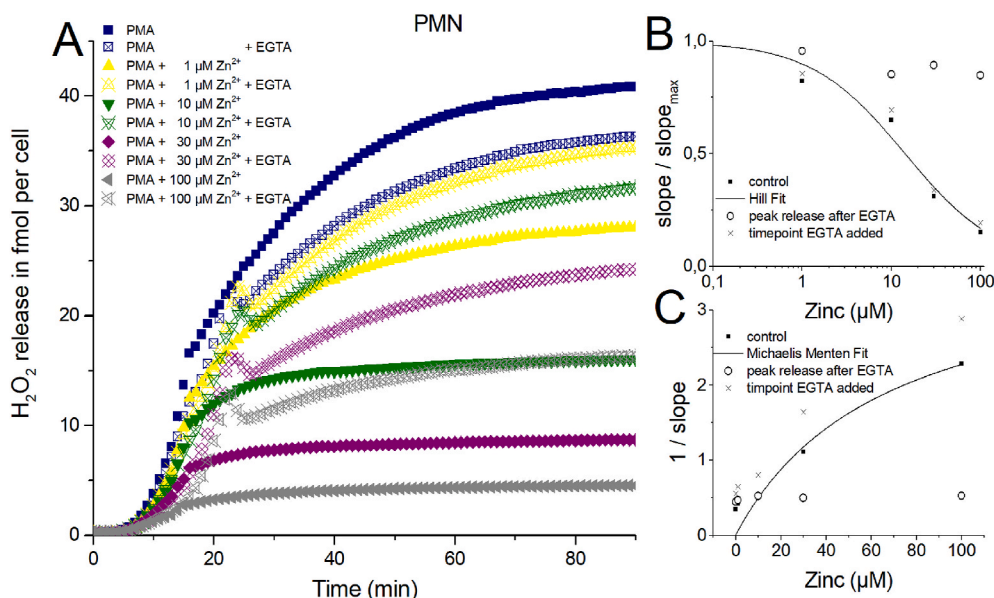 A
PMN
PMA
PMA + EGTA
PMA + 1 µM Zn²⁺
PMA + 1 µM Zn²⁺ + EGTA
PMA + 10 µM Zn²⁺
PMA + 10 µM Zn²⁺ + EGTA
PMA + 30 µM Zn²⁺
PMA + 30 µM Zn²⁺ + EGTA
PMA + 100 µM Zn²⁺
PMA + 100 µM Zn²⁺ + EGTA
H₂O₂ release in fmol per cell
40
30
20
10
0
0 20 40 60 80
Time (min)
B
slope / slopeₘₐₓ
1,0
0,5
0,0
control
Hill Fit
peak release after EGTA
timepoint EGTA added
0,1 1 10 100
Zinc (µM)
C
1 / slope
3
2
1
0
control
Michaelis Menten Fit
peak release after EGTA
timpoint EGTA added
0 20 40 60 80 100
Zinc (µM)